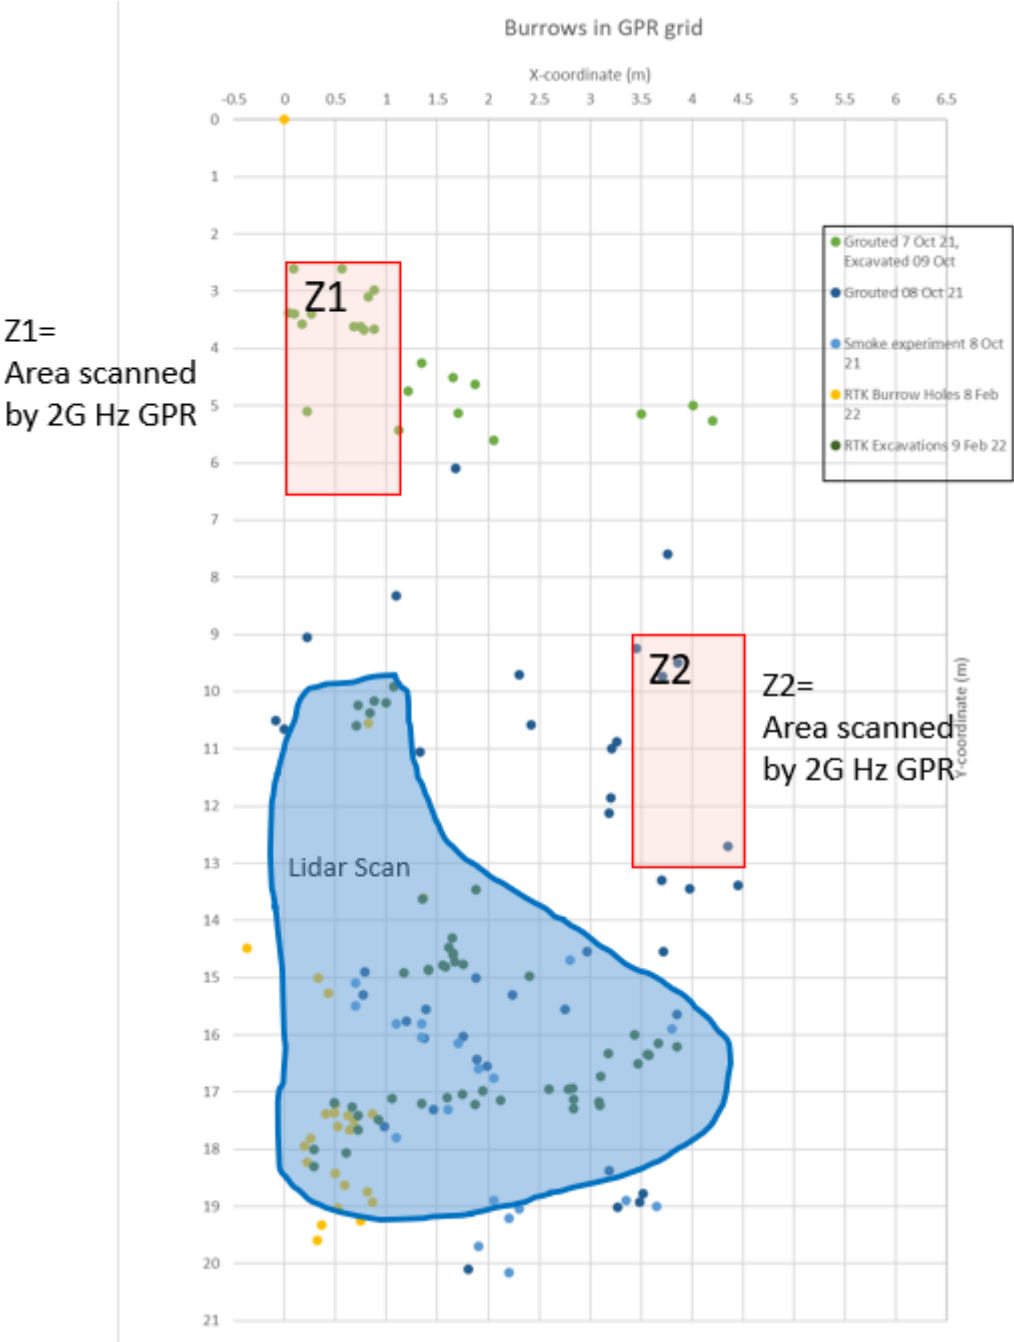 Burrows in GPR grid
X-coordinate (m)
-0.5 0 0.5 1 1.5 2 2.5 3 3.5 4 4.5 5 5.5 6 6.5
0
1
2
Grouted 7 Oct 21,
Excavated 09 Oct
Grouted 08 Oct 21
Smoke experiment 8 Oct
21
RTK Burrow Holes 8 Feb
22
RTK Excavations 9 Feb 22
3
Z1
Z1=
Area scanned
by 2G Hz GPR
4
5
6
7
8
9
Z2
Z2=
Area scanned
by 2G Hz GPR
Y-coordinate (m)
10
11
12
13
Lidar Scan
14
15
16
17
18
19
20
21